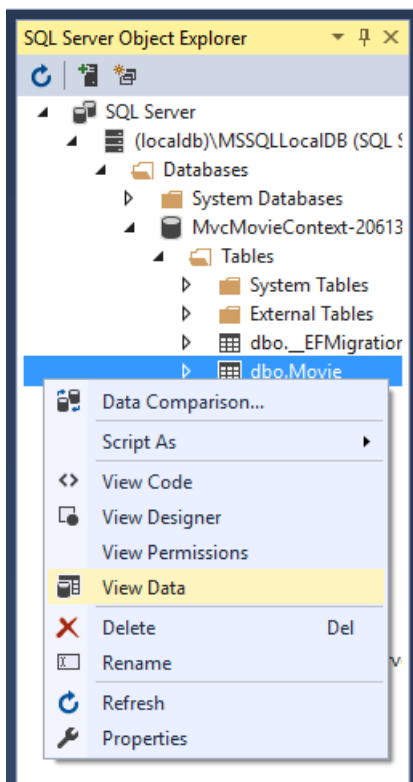 SQL Server Object Explorer
SQL Server
(localdb)\MSSQLLocalDB (SQL S
Databases
System Databases
MvcMovieContext-20613
Tables
System Tables
External Tables
dbo.__EFMigration
dbo.Movie
Data Comparison...
Script As
View Code
View Designer
View Permissions
View Data
Delete Del
Rename
Refresh
Properties